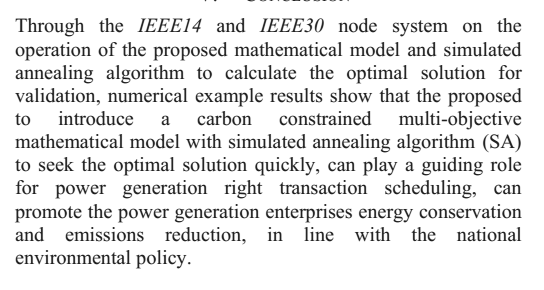 Through the IEEE14 and IEEE30 node system on the
operation of the proposed mathematical model and simulated
annealing algorithm to calculate the optimal solution for
validation, numerical example results show that the proposed
to introduce a carbon constrained multi-objective
mathematical model with simulated annealing algorithm (SA)
to seek the optimal solution quickly, can play a guiding role
for power generation right transaction scheduling, can
promote the power generation enterprises energy conservation
and emissions reduction, in line with the national
environmental policy.